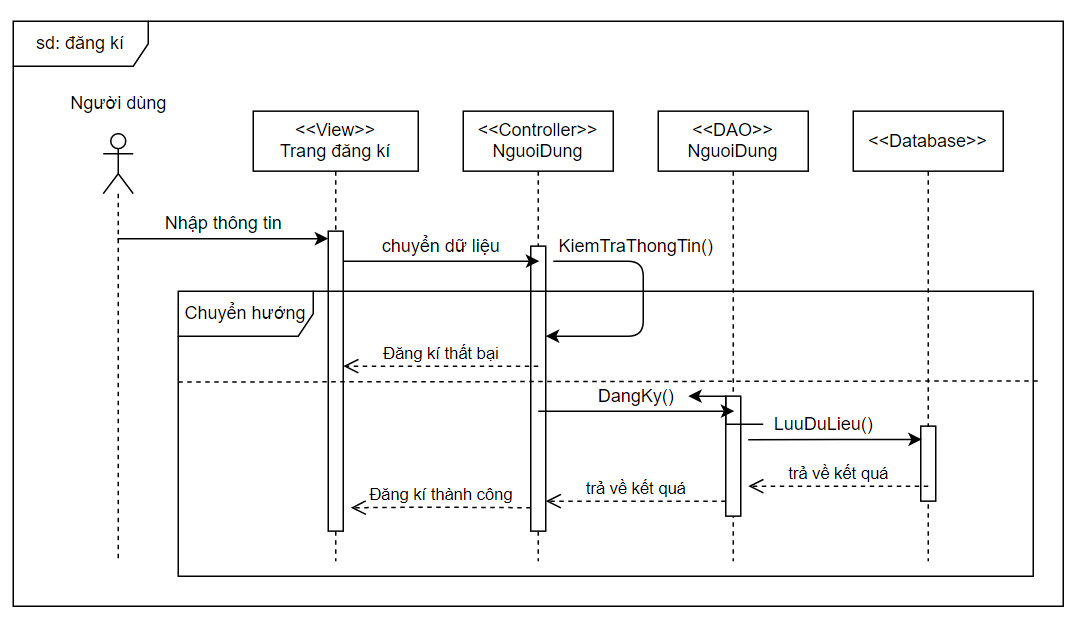 sd: đăng kí
Người dùng
<<View>>
Trang đăng kí
<<Controller>>
NguoiDung
<<DAO>>
NguoiDung
<<Database>>
Nhập thông tin
chuyển dữ liệu
KiemTraThongTin()
Chuyển hướng
Đăng kí thất bại
DangKy()
LuuDuLieu()
trả về kết quá
trả về kết quá
Đăng kí thành công